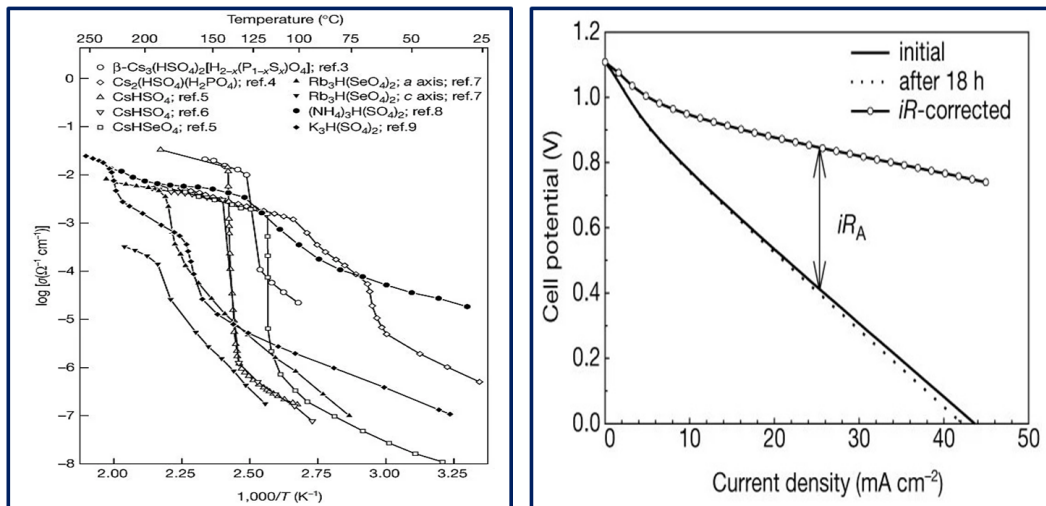 Temperature (°C)
250 200 150 140 125 100 75 50 25
β-Cs₃(HSO₄)₂[H₂₋ₓ(P₁₋ₓSₓ)O₄]; ref.3
Cs₂(HSO₄)(H₂PO₄); ref.4
CsHSO₄; ref.5
CsHSO₄; ref.6
CsHSeO₄; ref.5
Rb₃H(SeO₄)₂; a axis; ref.7
Rb₃H(SeO₄)₂; c axis; ref.7
(NH₄)₃H(SO₄)₂; ref.8
K₃H(SO₄)₂; ref.9
log [σ(Ω⁻¹ cm⁻¹)]
0
–1
–2
–3
–4
–5
–6
–7
–8
2.00 2.25 2.50 2.75 3.00 3.25
1,000/T (K⁻¹)
Cell potential (V)
1.2
1.0
0.8
0.6
0.4
0.2
0.0
initial
after 18 h
iR-corrected
iR_A
0 10 20 30 40 50
Current density (mA cm⁻²)